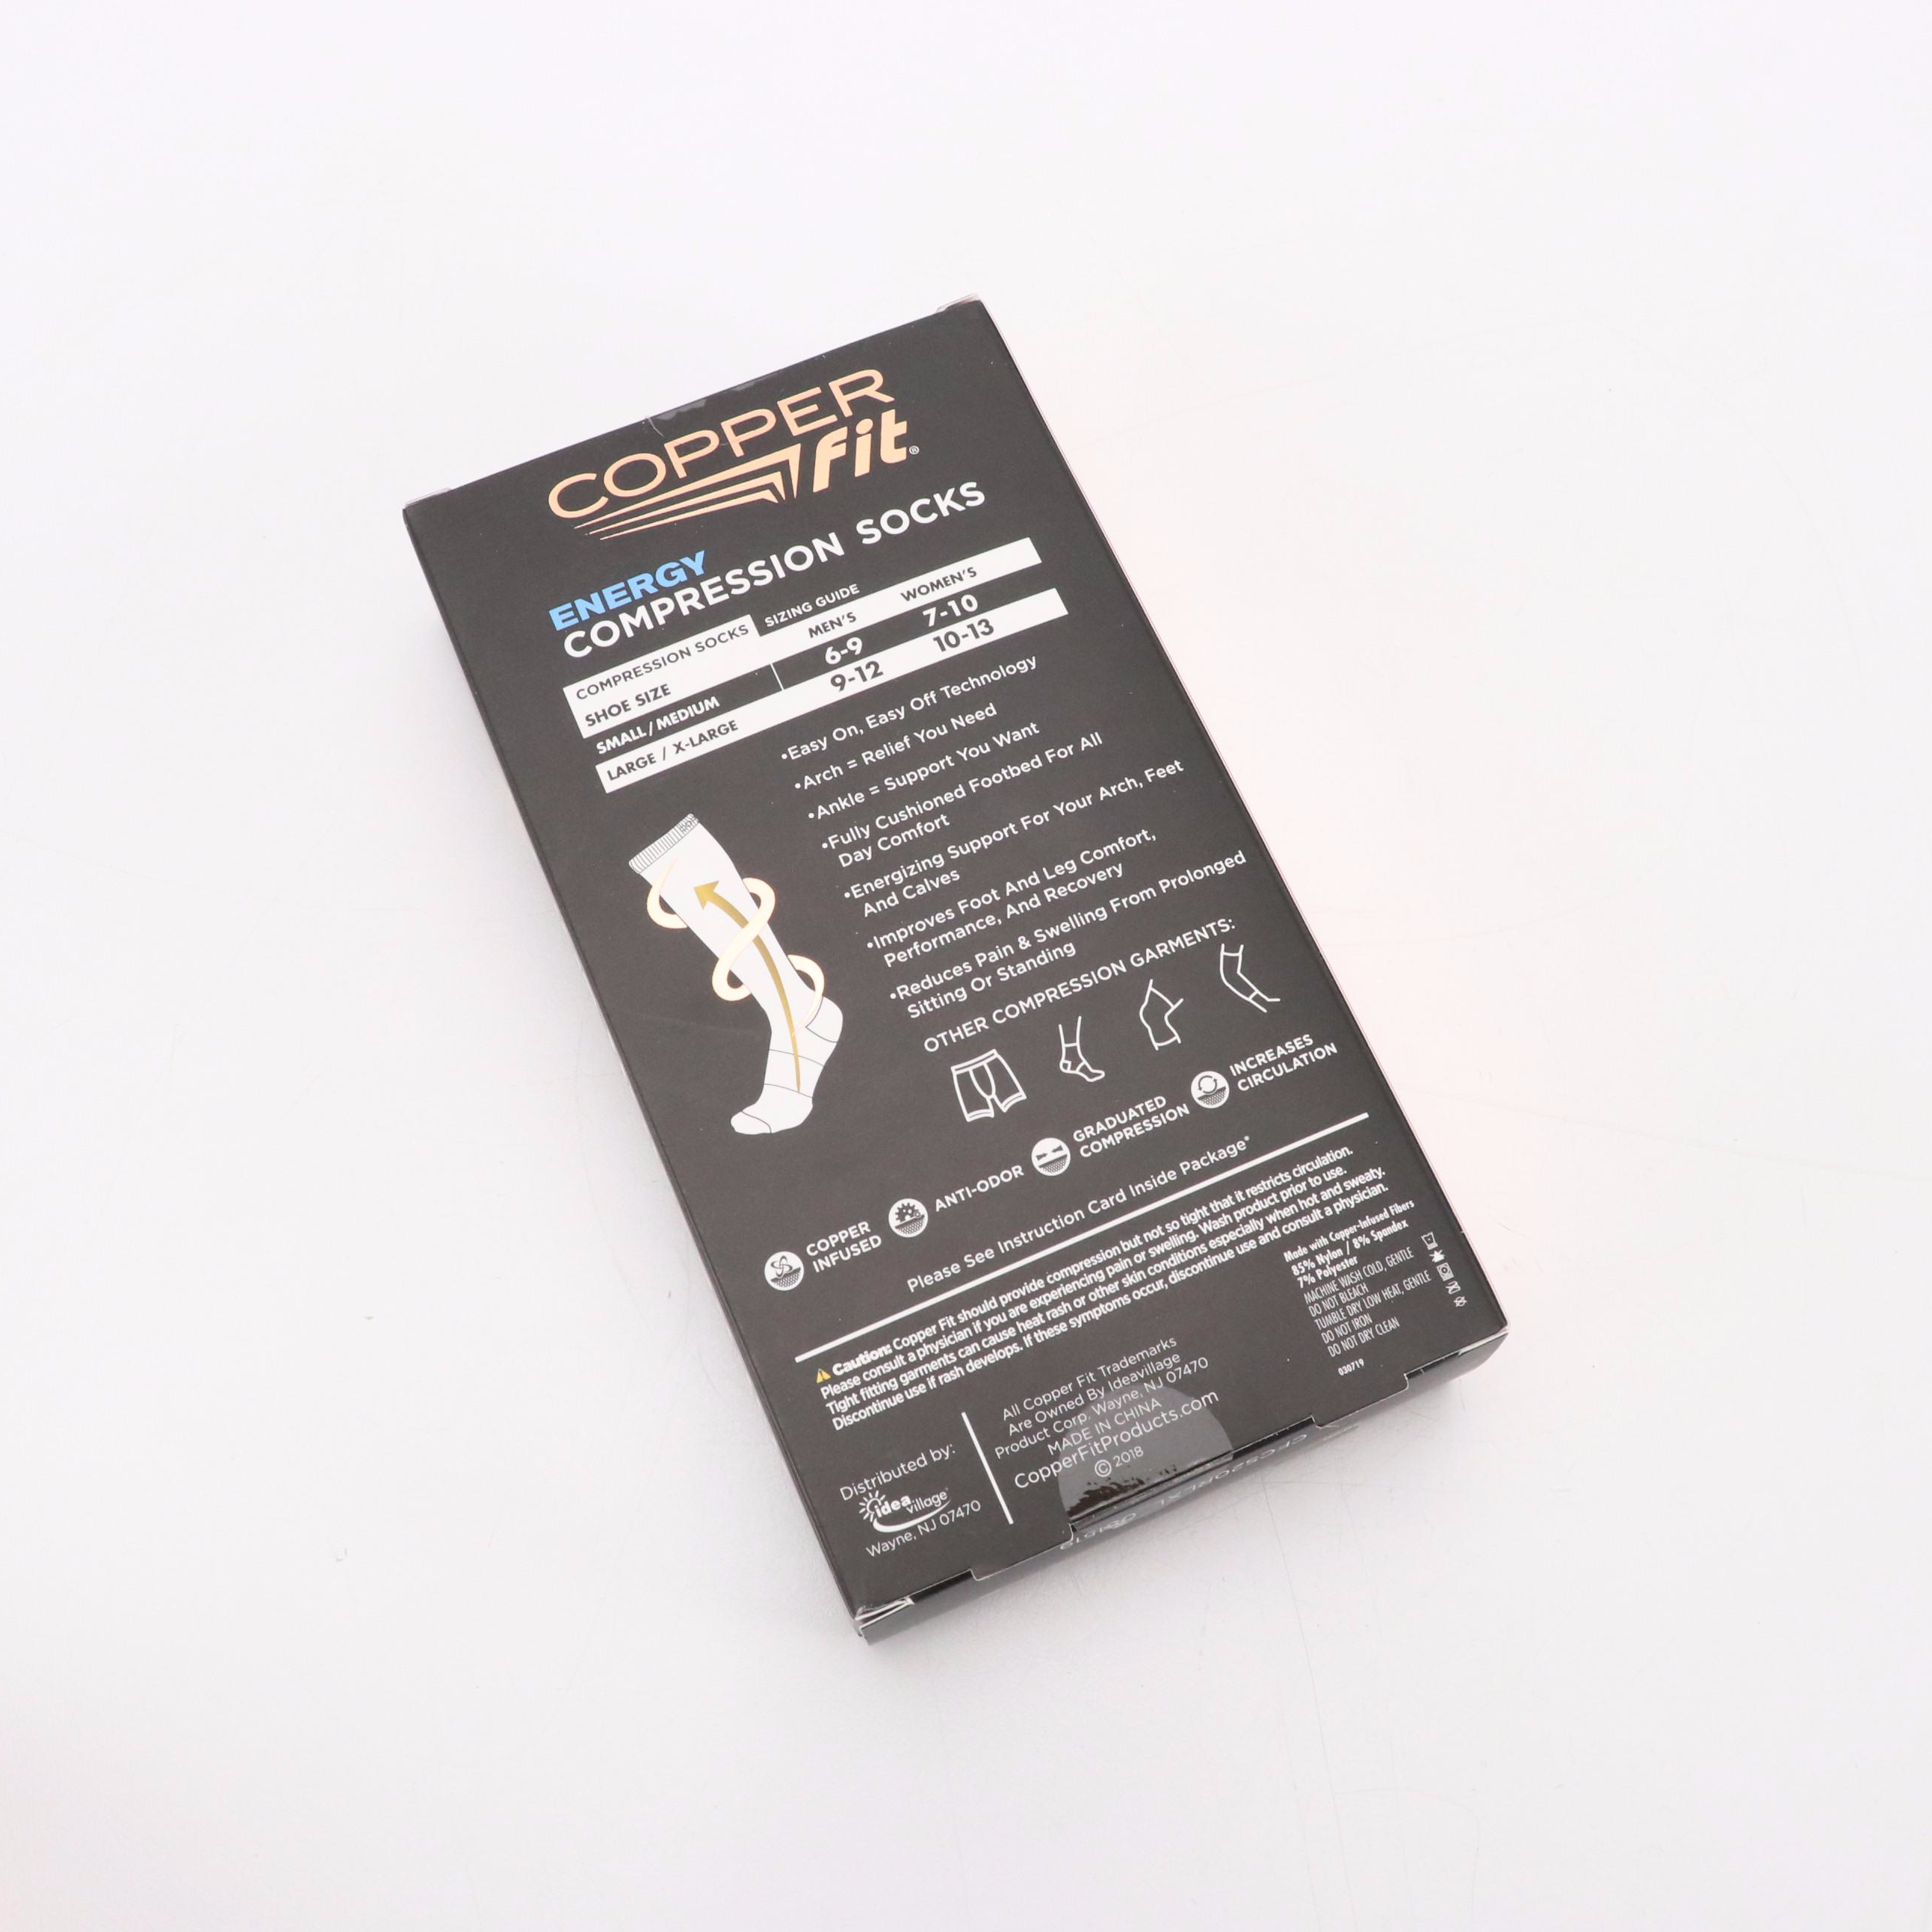 COPPER
fit®
ENERGY
COMPRESSION SOCKS
COMPRESSION SOCKS SIZING GUIDE
SHOE SIZE MEN'S WOMEN'S
SMALL/MEDIUM 6-9 7-10
LARGE / X-LARGE 9-12 10-13
•Easy On, Easy Off Technology
•Arch = Relief You Need
•Ankle = Support You Want
•Fully Cushioned Footbed For All
Day Comfort
•Energizing Support For Your Arch, Feet
And Calves
•Improves Foot And Leg Comfort,
Performance, And Recovery
•Reduces Pain & Swelling From Prolonged
Sitting Or Standing
OTHER COMPRESSION GARMENTS:
COPPER
INFUSED
ANTI-ODOR
GRADUATED
COMPRESSION
INCREASES
CIRCULATION
Please See Instruction Card Inside Package*
Caution: Copper Fit should provide compression but not so tight that it restricts circulation.
Please consult a physician if you are experiencing pain or swelling. Wash product prior to use.
Tight fitting garments can cause heat rash or other skin conditions especially when hot and sweaty.
Discontinue use if rash develops. If these symptoms occur, discontinue use and consult a physician.
Distributed by:
idea village
Wayne, NJ 07470
All Copper Fit Trademarks
Are Owned By Ideavillage
Product Corp. Wayne, NJ 07470
MADE IN CHINA
CopperFitProducts.com
©2018
Made with Copper-Infused Fibers
85% Nylon / 8% Spandex
7% Polyester
MACHINE WASH COLD, GENTLE
DO NOT BLEACH
TUMBLE DRY LOW HEAT, GENTLE
DO NOT IRON
DO NOT DRY CLEAN
030719